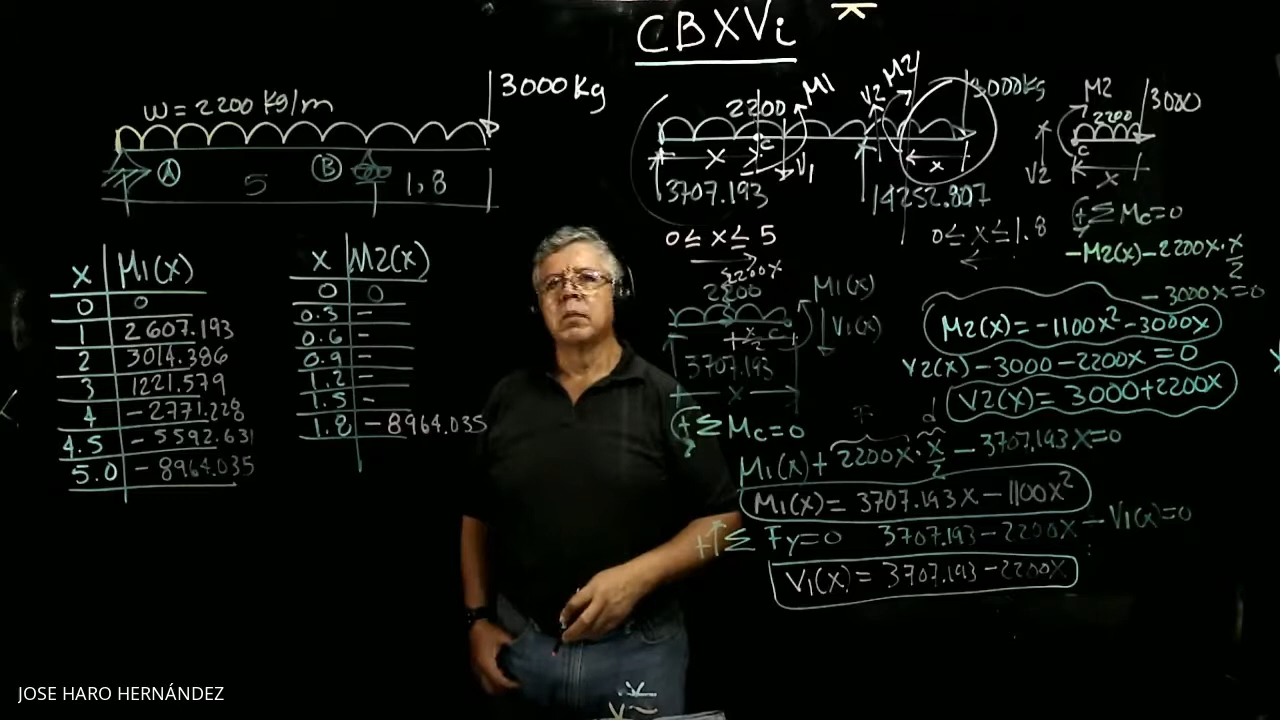 CBXVi
w = 2200 Kg/m
3000 Kg
A
B
5
1,8
2200
M1
C
V1
X
3707.193
0 ≤ X ≤ 5
V2
M2
3000Kg
x
14252.807
0 ≤ X ≤ 1.8
M2
3000
2200
C
V2
X
+ΣMc=0
-M2(x)-2200x·x/2
-3000x=0
M2(x)=-1100x²-3000x
V2(x)-3000-2200x=0
V2(x)=3000+2200x
X M1(x)
0 0
1 2607.193
2 3014.386
3 1221.579
4 -2771.228
4.5 -5592.631
5.0 -8964.035
X M2(x)
0 0
0.3 -
0.6 -
0.9 -
1.2 -
1.5 -
1.8 -8964.035
2200x
2200
M1(x)
V1(x)
x/2
C
3707.193
X
+ΣMc=0
F d
M1(x)+2200x·x/2-3707.193x=0
M1(x)=3707.193x-1100x²
+↑Σ Fy=0 3707.193-2200x-V1(x)=0
V1(x)=3707.193-2200x
JOSE HARO HERNÁNDEZ